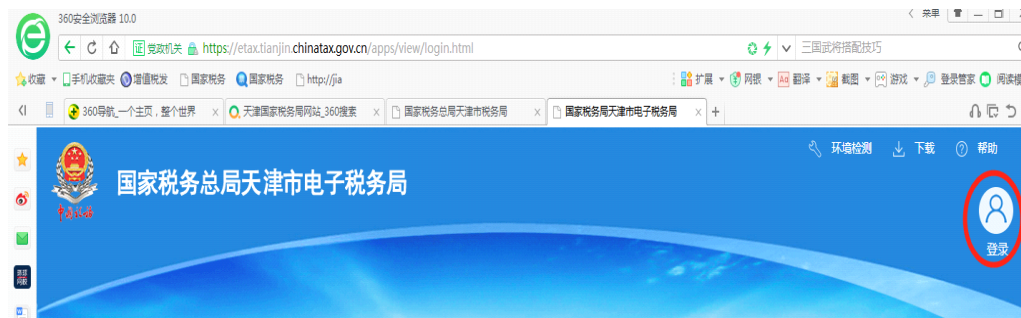 360安全浏览器 10.0
菜单
证 党政机关 https://etax.tianjin.chinatax.gov.cn/apps/view/login.html
三国武将搭配技巧
收藏 手机收藏夹 增值税发 国家税务 国家税务 http://jia 扩展 网银 翻译 截图 游戏 登录管家 阅读模
360导航_一个主页，整个世界 天津国家税务局网站_360搜索 国家税务总局天津市税务局 国家税务局天津市电子税务局
环境检测 下载 帮助
国家税务总局天津市电子税务局
中国税务
登录